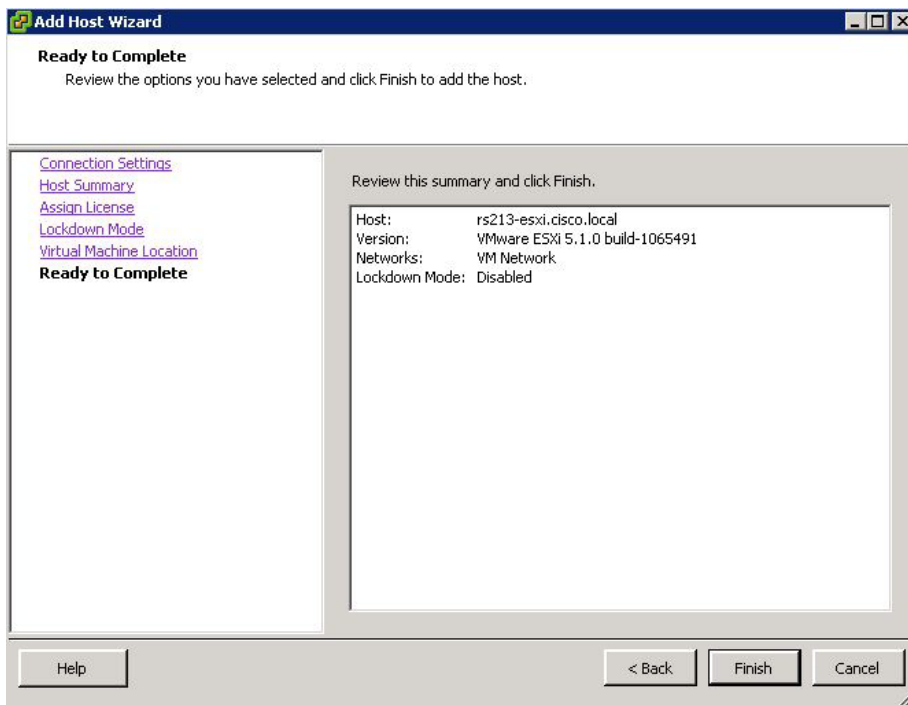 Add Host Wizard
Ready to Complete
Review the options you have selected and click Finish to add the host.
Connection Settings
Host Summary
Assign License
Lockdown Mode
Virtual Machine Location
Ready to Complete
Review this summary and click Finish.
Host: rs213-esxi.cisco.local
Version: VMware ESXi 5.1.0 build-1065491
Networks: VM Network
Lockdown Mode: Disabled
Help
< Back
Finish
Cancel